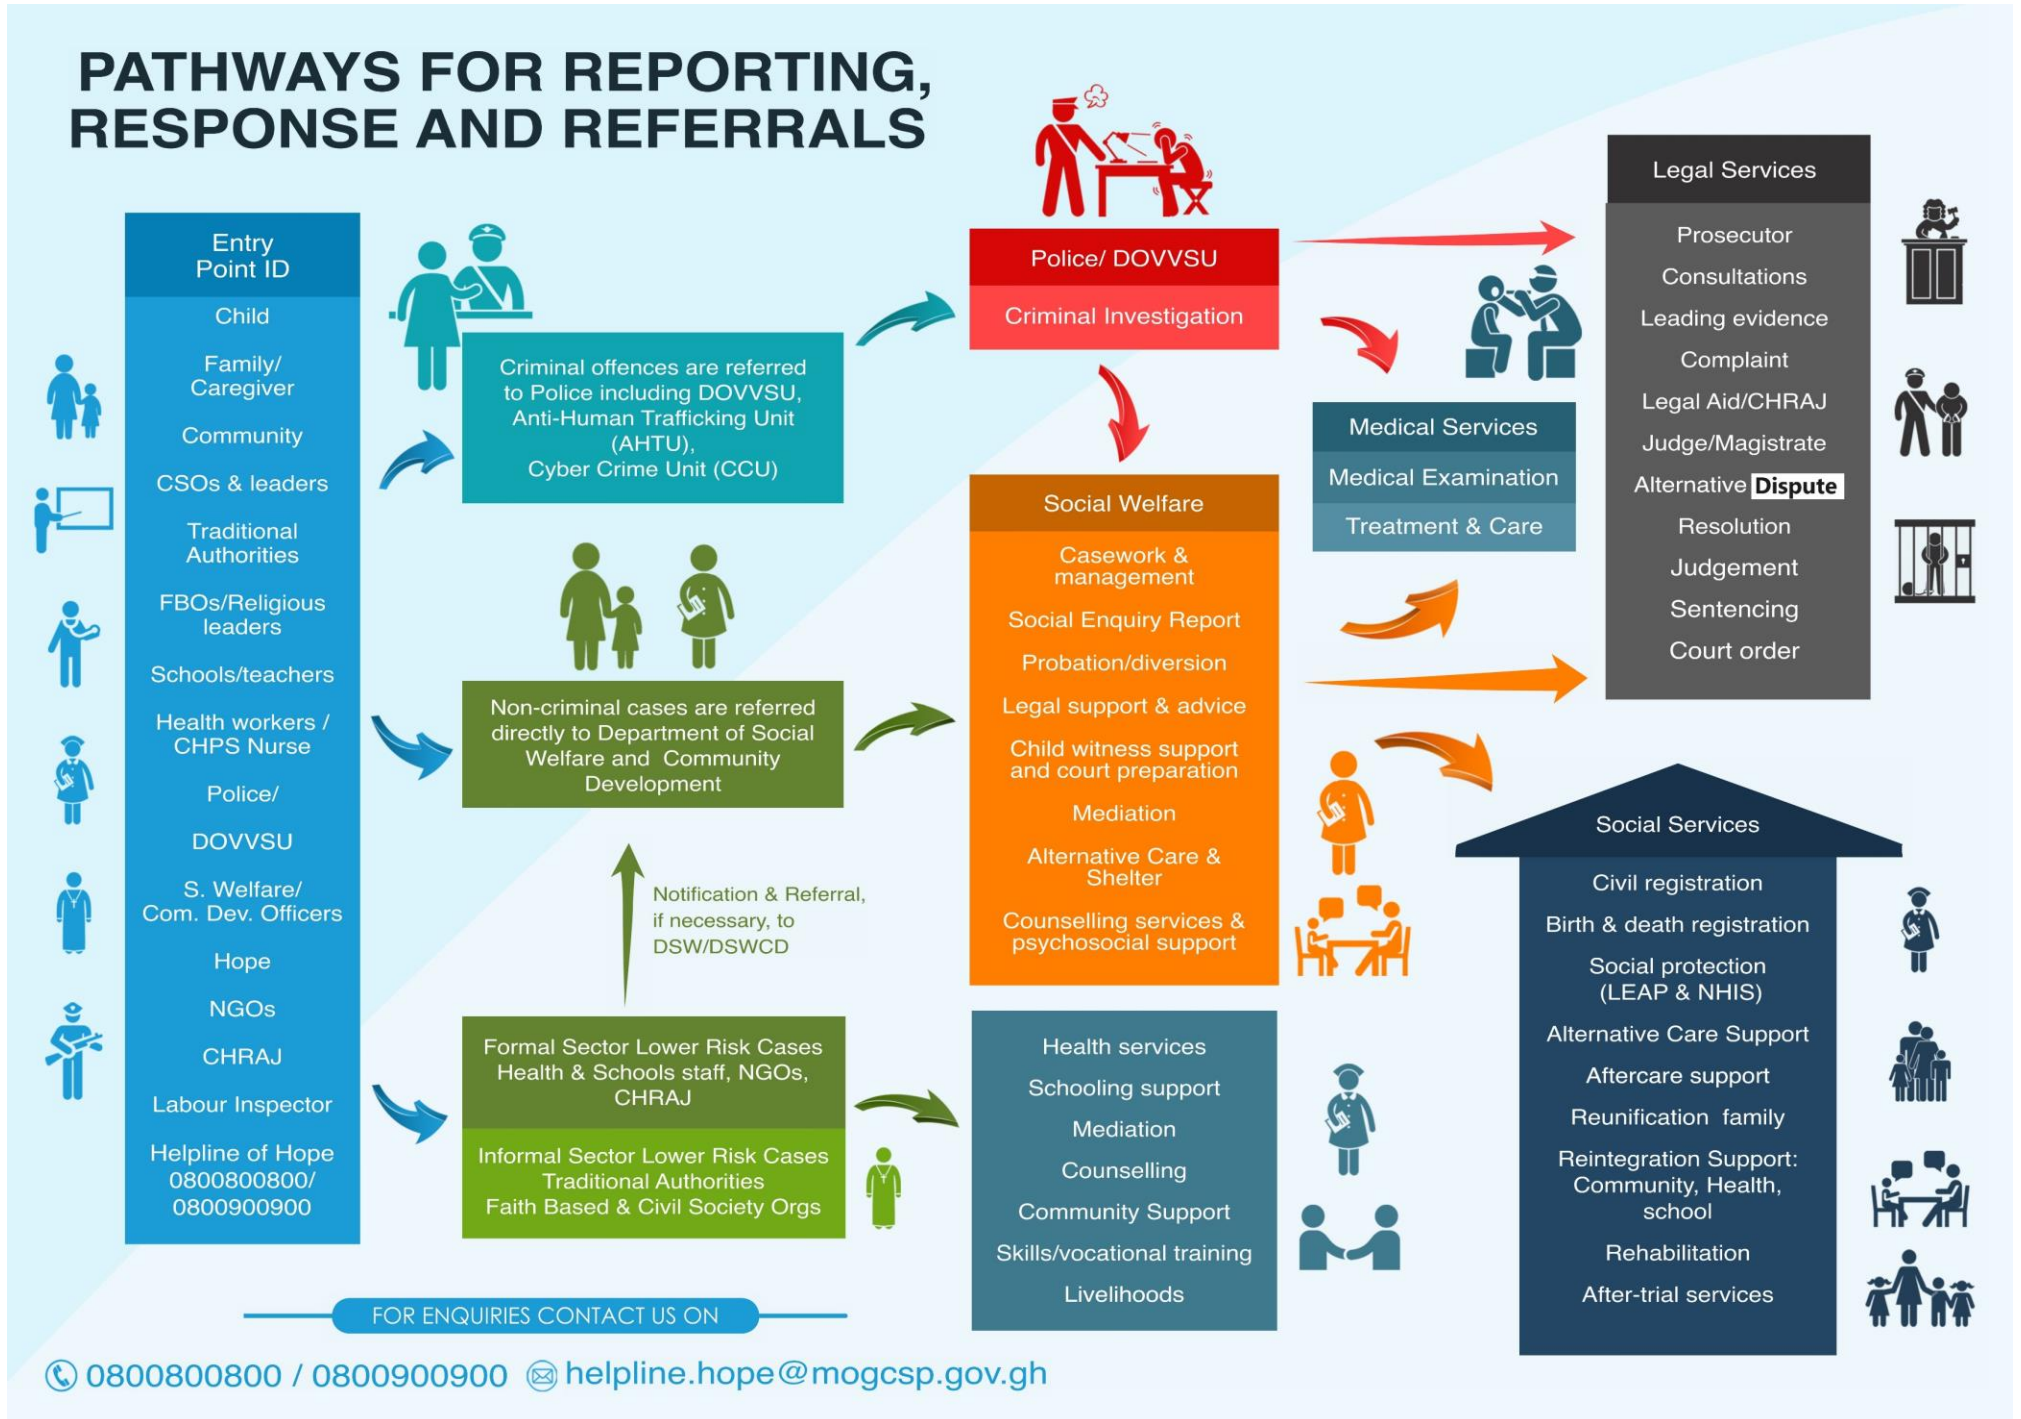 PATHWAYS FOR REPORTING,
RESPONSE AND REFERRALS
Entry
Point ID
Child
Family/
Caregiver
Community
CSOs & leaders
Traditional
Authorities
FBOs/Religious
leaders
Schools/teachers
Health workers /
CHPS Nurse
Police/
DOVVSU
S. Welfare/
Com. Dev. Officers
Hope
NGOs
CHRAJ
Labour Inspector
Helpline of Hope
0800800800/
0800900900
Criminal offences are referred
to Police including DOVVSU,
Anti-Human Trafficking Unit
(AHTU),
Cyber Crime Unit (CCU)
Non-criminal cases are referred
directly to Department of Social
Welfare and Community
Development
Notification & Referral,
if necessary, to
DSW/DSWCD
Formal Sector Lower Risk Cases
Health & Schools staff, NGOs,
CHRAJ
Informal Sector Lower Risk Cases
Traditional Authorities
Faith Based & Civil Society Orgs
Police/ DOVVSU
Criminal Investigation
Social Welfare
Casework &
management
Social Enquiry Report
Probation/diversion
Legal support & advice
Child witness support
and court preparation
Mediation
Alternative Care &
Shelter
Counselling services &
psychosocial support
Health services
Schooling support
Mediation
Counselling
Community Support
Skills/vocational training
Livelihoods
Medical Services
Medical Examination
Treatment & Care
Legal Services
Prosecutor
Consultations
Leading evidence
Complaint
Legal Aid/CHRAJ
Judge/Magistrate
Alternative Dispute
Resolution
Judgement
Sentencing
Court order
Social Services
Civil registration
Birth & death registration
Social protection
(LEAP & NHIS)
Alternative Care Support
Aftercare support
Reunification family
Reintegration Support:
Community, Health,
school
Rehabilitation
After-trial services
FOR ENQUIRIES CONTACT US ON
0800800800 / 0800900900 helpline.hope@mogcsp.gov.gh